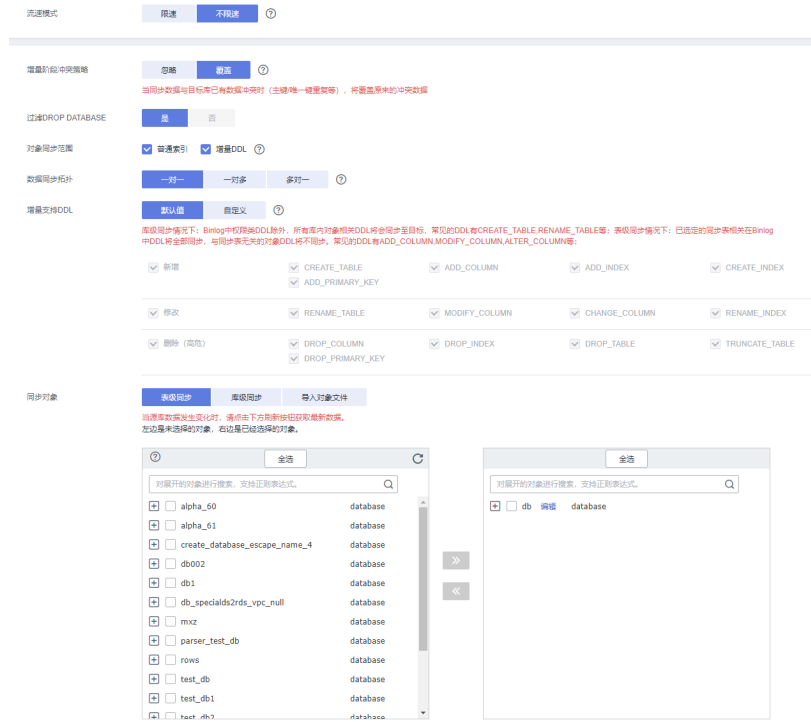 流速模式 限速 不限速
增量阶段冲突策略 忽略 覆盖
当同步数据与目标库已有数据冲突时（主键/唯一键重复等），将覆盖原来的冲突数据
过滤DROP DATABASE 是 否
对象同步范围 普通索引 增量DDL
数据同步拓扑 一对一 一对多 多对一
增量支持DDL 默认值 自定义
库级同步情况下：Binlog中权限类DDL除外，所有库内对象相关DDL将会同步至目标，常见的DDL有CREATE_TABLE,RENAME_TABLE等；表级同步情况下：已选定的同步表相关在Binlog
中DDL将全部同步，与同步表无关的对象DDL将不同步。常见的DDL有ADD_COLUMN,MODIFY_COLUMN,ALTER_COLUMN等；
新增 CREATE_TABLE ADD_COLUMN ADD_INDEX CREATE_INDEX
ADD_PRIMARY_KEY
修改 RENAME_TABLE MODIFY_COLUMN CHANGE_COLUMN RENAME_INDEX
删除（高危） DROP_COLUMN DROP_INDEX DROP_TABLE TRUNCATE_TABLE
DROP_PRIMARY_KEY
同步对象 表级同步 库级同步 导入对象文件
当源库数据发生变化时，请点击下方刷新按钮获取最新数据。
左边是未选择的对象，右边是已经选择的对象。
全选
对展开的对象进行搜索，支持正则表达式。
alpha_60 database
alpha_61 database
create_database_escape_name_4 database
db002 database
db1 database
db_specialds2rds_vpc_null database
mxz database
parser_test_db database
rows database
test_db database
test_db1 database
test_db2 database
全选
对展开的对象进行搜索，支持正则表达式。
db 编辑 database